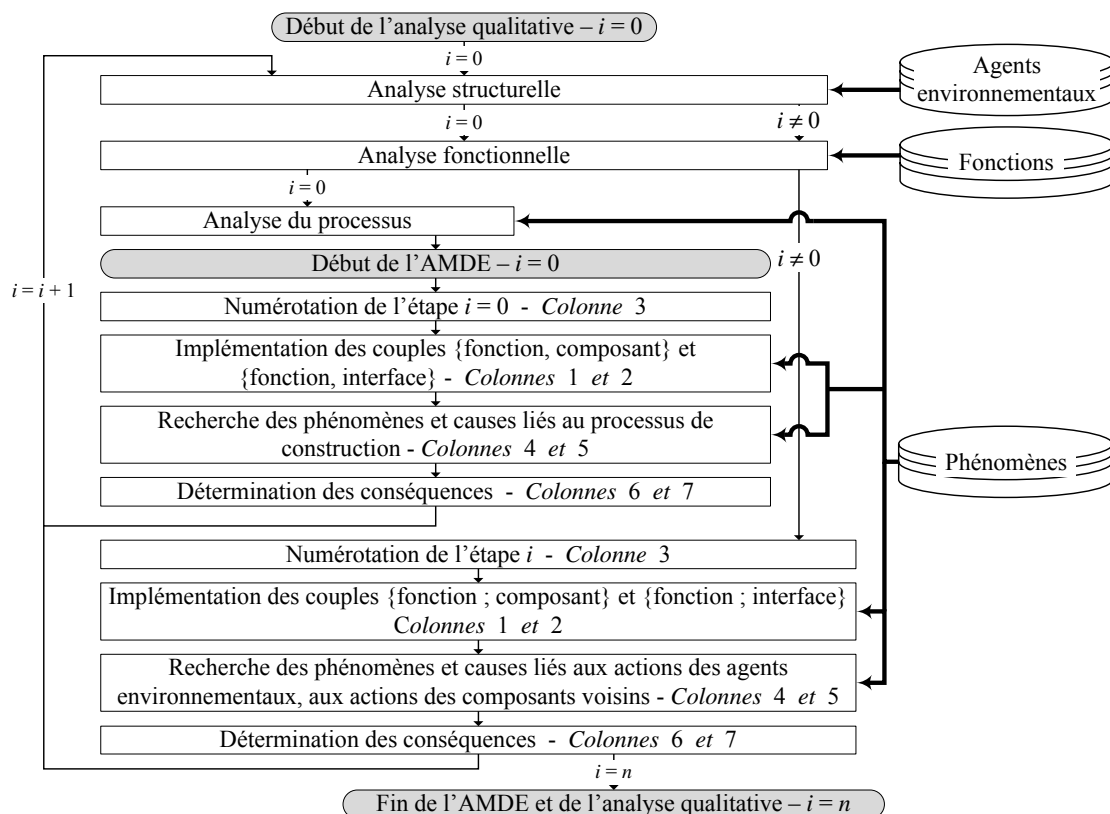 Début de l’analyse qualitative – i = 0
i = 0
Analyse structurelle
Agents
environnementaux
i = 0
i ≠ 0
Analyse fonctionnelle
Fonctions
i = 0
Analyse du processus
Début de l’AMDE – i = 0
i ≠ 0
i = i + 1
Numérotation de l’étape i = 0 - Colonne 3
Implémentation des couples {fonction, composant} et
{fonction, interface} - Colonnes 1 et 2
Recherche des phénomènes et causes liés au processus de
construction - Colonnes 4 et 5
Phénomènes
Détermination des conséquences - Colonnes 6 et 7
Numérotation de l’étape i - Colonne 3
Implémentation des couples {fonction ; composant} et {fonction ; interface}
Colonnes 1 et 2
Recherche des phénomènes et causes liés aux actions des agents
environnementaux, aux actions des composants voisins - Colonnes 4 et 5
Détermination des conséquences - Colonnes 6 et 7
i = n
Fin de l’AMDE et de l’analyse qualitative – i = n